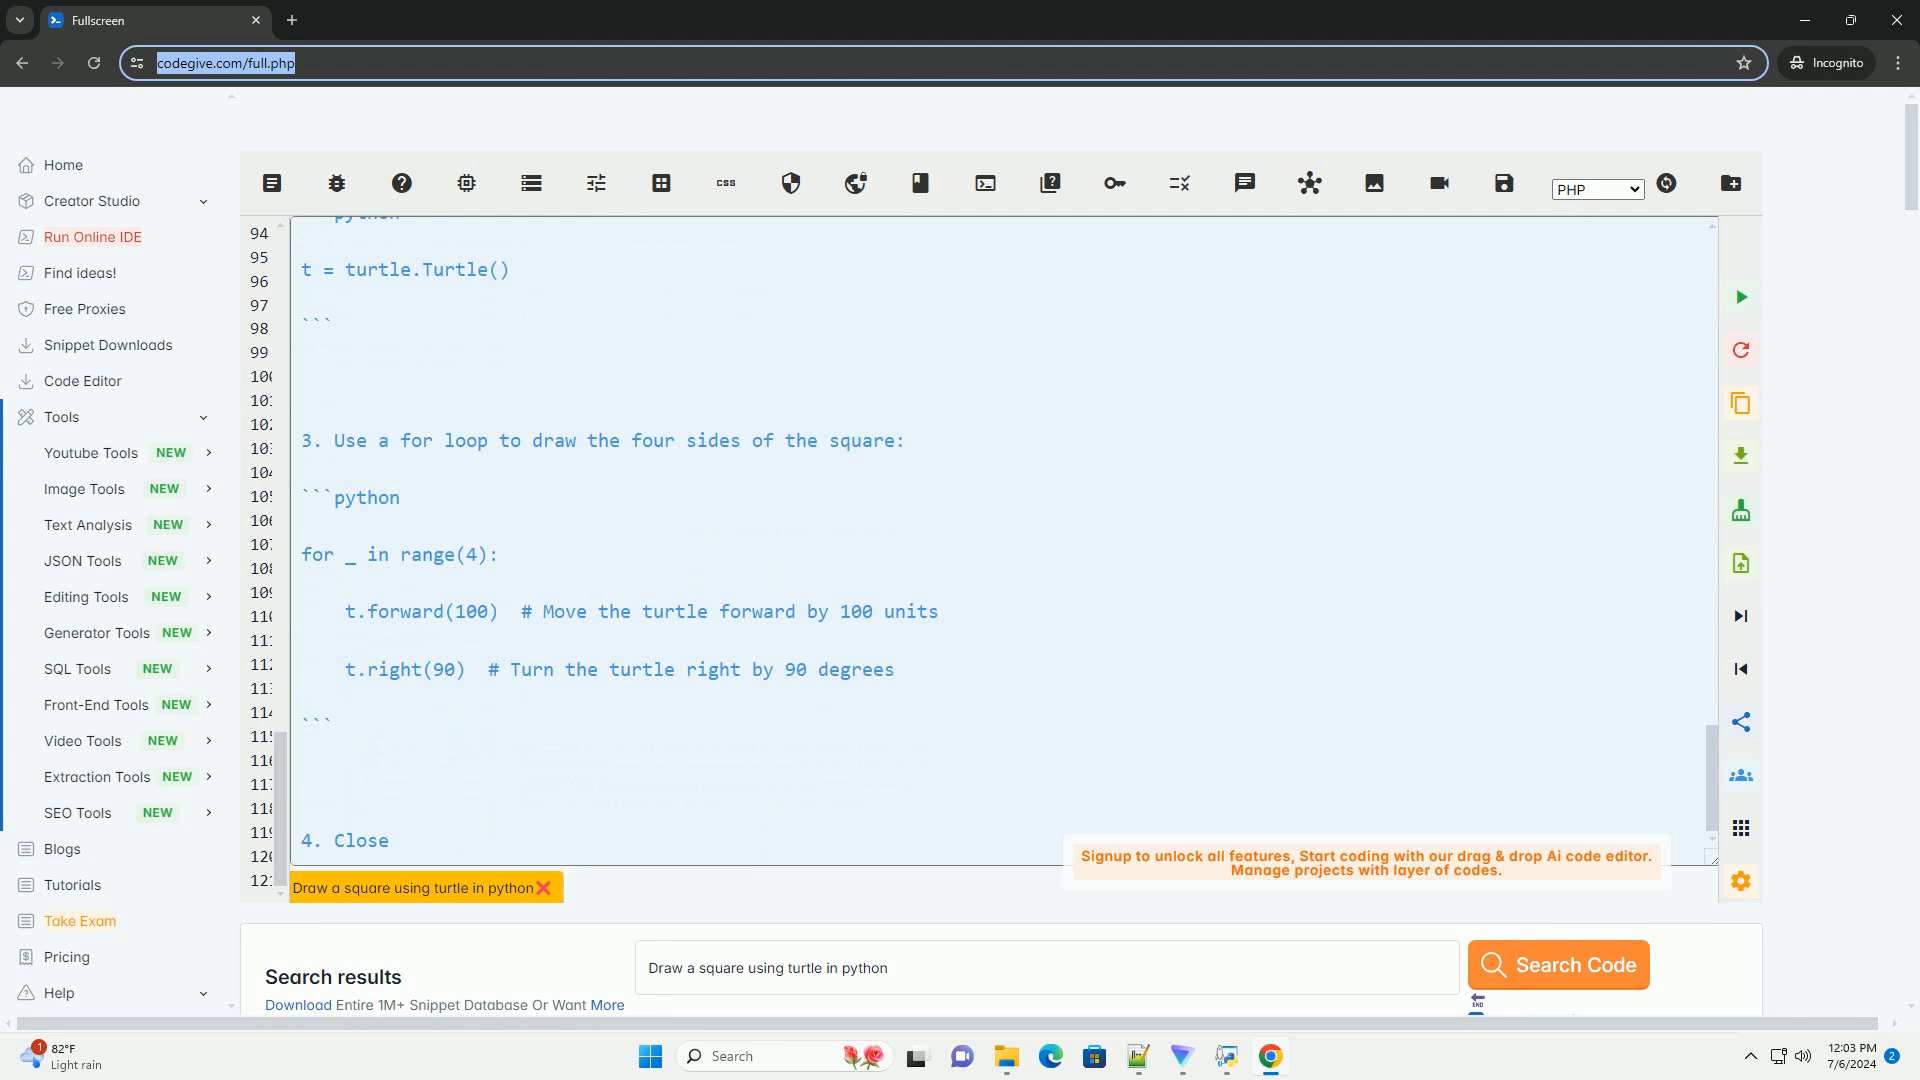 Fullscreen
codegive.com/full.php
Incognito
Home
Creator Studio
Run Online IDE
Find ideas!
Free Proxies
Snippet Downloads
Code Editor
Tools
Youtube Tools NEW
Image Tools NEW
Text Analysis NEW
JSON Tools NEW
Editing Tools NEW
Generator Tools NEW
SQL Tools NEW
Front-End Tools NEW
Video Tools NEW
Extraction Tools NEW
SEO Tools NEW
Blogs
Tutorials
Take Exam
Pricing
Help
css
PHP
94
95
96
97
98
99
t = turtle.Turtle()
```
3. Use a for loop to draw the four sides of the square:
```python
for _ in range(4):
t.forward(100) # Move the turtle forward by 100 units
t.right(90) # Turn the turtle right by 90 degrees
```
4. Close
Signup to unlock all features, Start coding with our drag & drop Ai code editor.
Manage projects with layer of codes.
Draw a square using turtle in python
Search results
Download Entire 1M+ Snippet Database Or Want More
Draw a square using turtle in python
Search Code
END
1
82°F
Light rain
Search
12:03 PM
7/6/2024
2